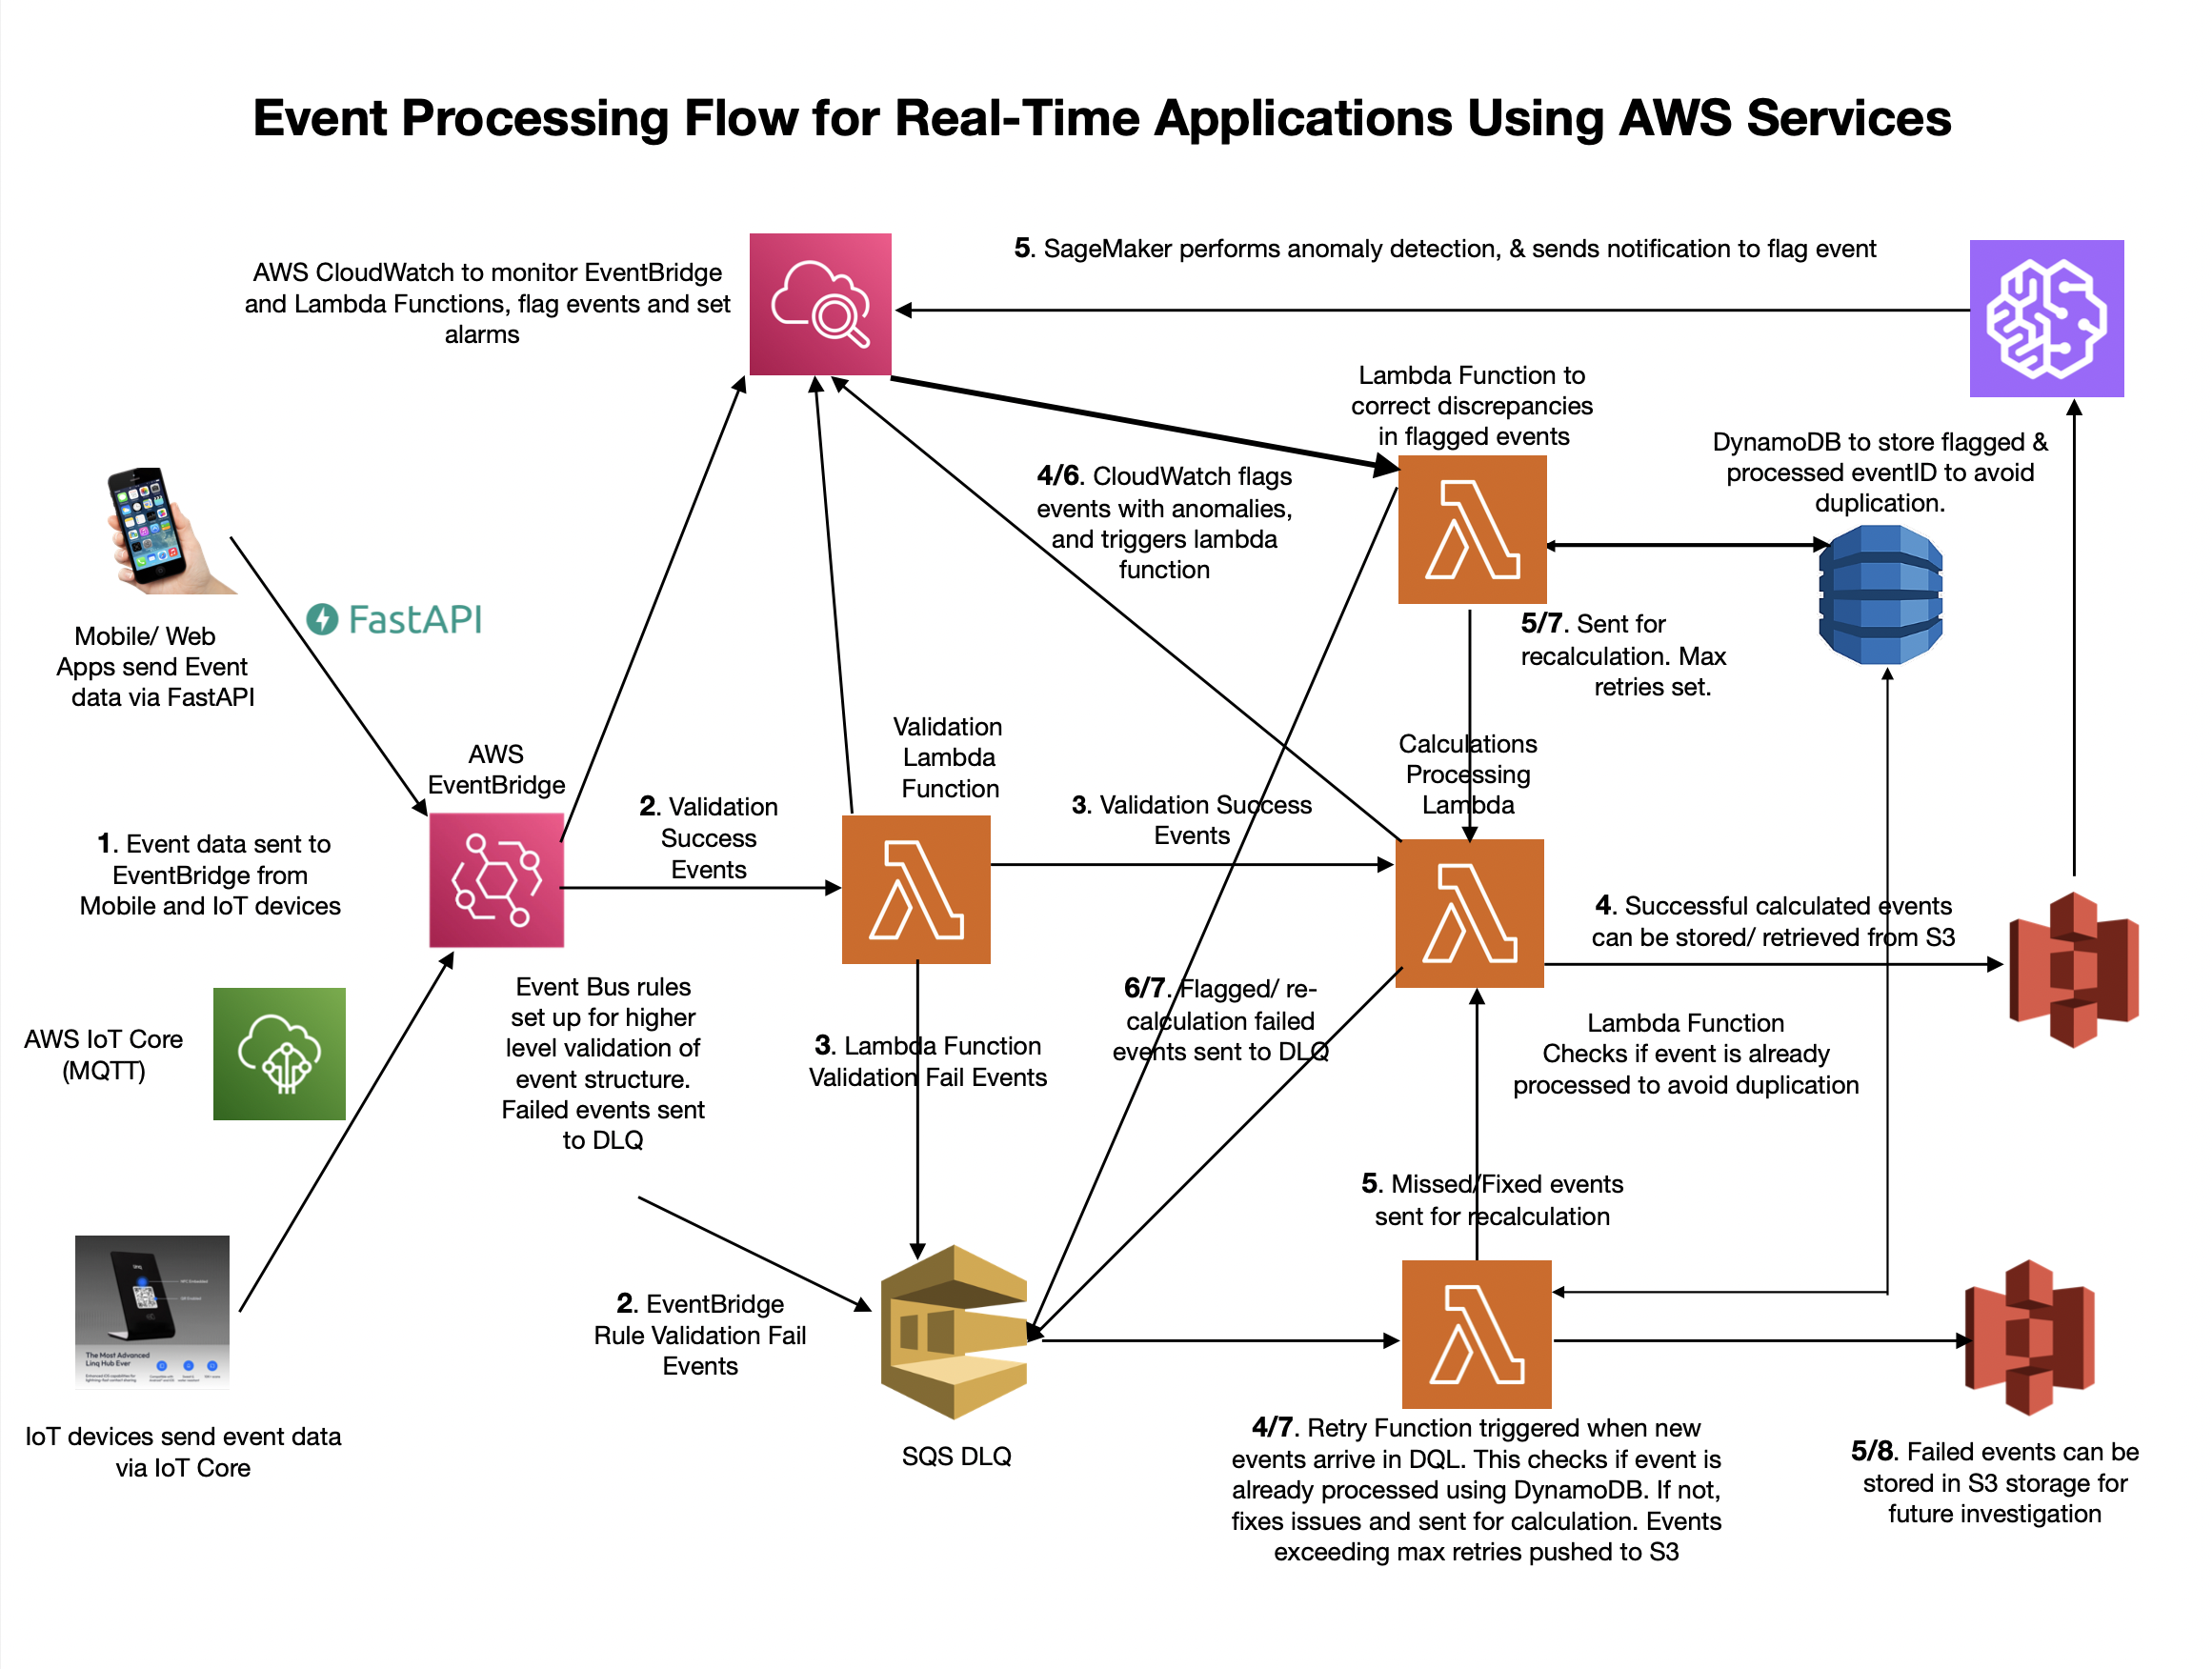 Event Processing Flow for Real-Time Applications Using AWS Services
AWS CloudWatch to monitor EventBridge
and Lambda Functions, flag events and set
alarms
5. SageMaker performs anomaly detection, & sends notification to flag event
Lambda Function to
correct discrepancies
in flagged events
DynamoDB to store flagged &
processed eventID to avoid
duplication.
4/6. CloudWatch flags
events with anomalies,
and triggers lambda
function
FastAPI
Mobile/ Web
Apps send Event
data via FastAPI
5/7. Sent for
recalculation. Max
retries set.
AWS
EventBridge
Validation
Lambda
Function
Calculations
Processing
Lambda
1. Event data sent to
EventBridge from
Mobile and IoT devices
2. Validation
Success
Events
3. Validation Success
Events
4. Successful calculated events
can be stored/ retrieved from S3
AWS IoT Core
(MQTT)
Event Bus rules
set up for higher
level validation of
event structure.
Failed events sent
to DLQ
3. Lambda Function
Validation Fail Events
6/7. Flagged/ re-
calculation failed
events sent to DLQ
Lambda Function
Checks if event is already
processed to avoid duplication
5. Missed/Fixed events
sent for recalculation
linq
The Most Advanced
Linq Hub Ever
2. EventBridge
Rule Validation Fail
Events
IoT devices send event data
via IoT Core
SQS DLQ
4/7. Retry Function triggered when new
events arrive in DQL. This checks if event is
already processed using DynamoDB. If not,
fixes issues and sent for calculation. Events
exceeding max retries pushed to S3
5/8. Failed events can be
stored in S3 storage for
future investigation